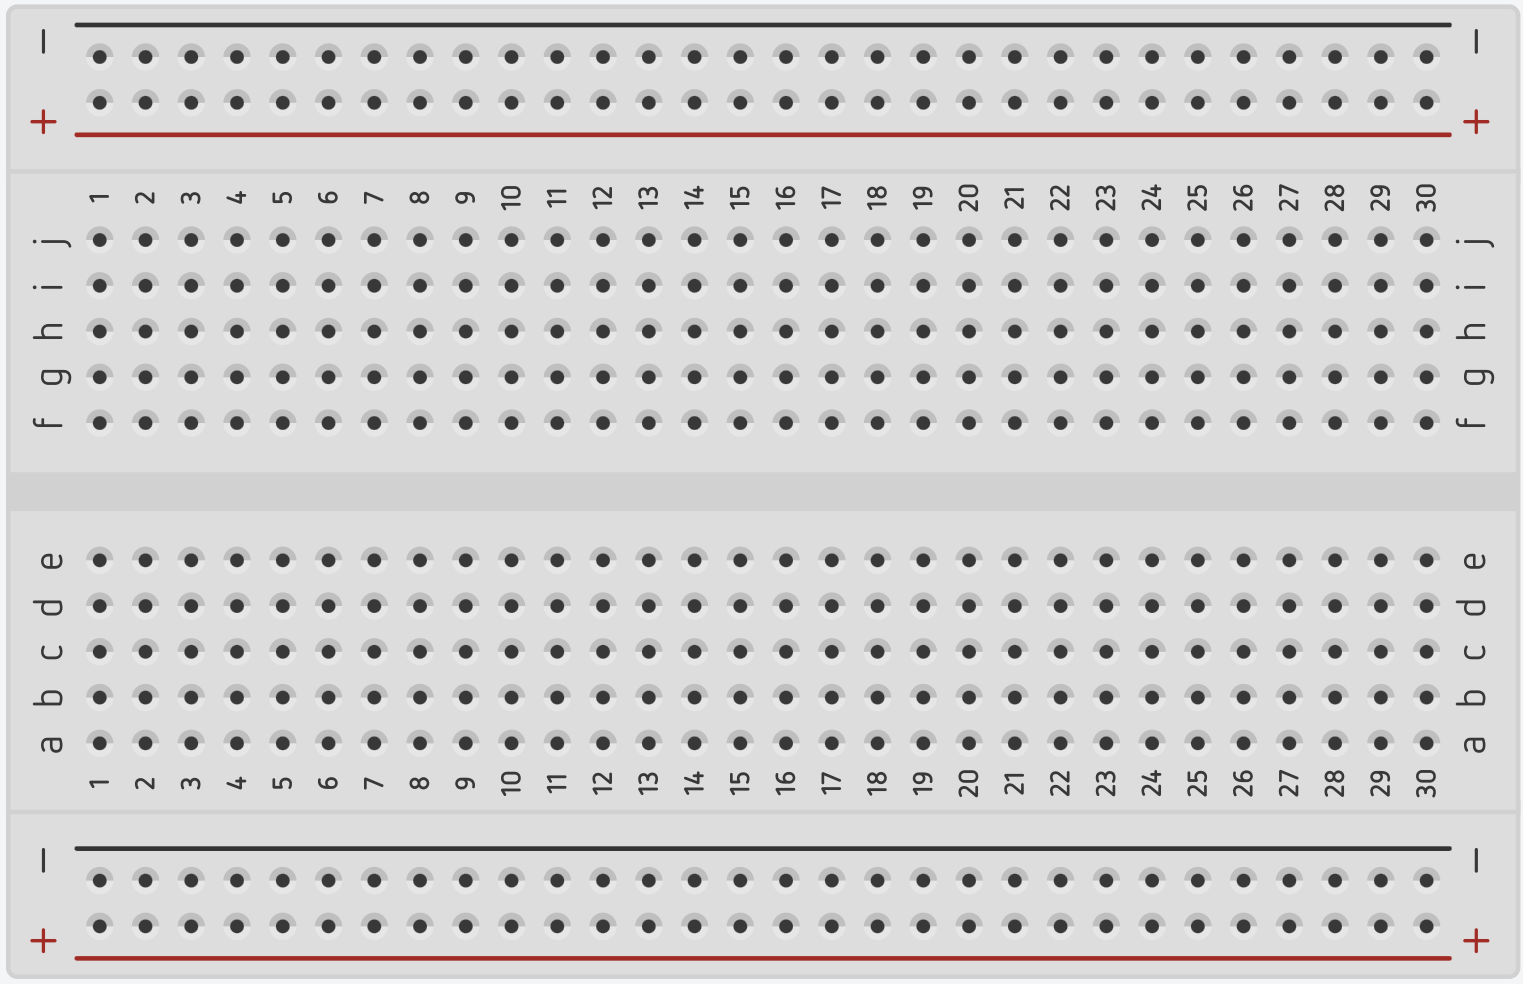 − −
+ +
1 2 3 4 5 6 7 8 9 10 11 12 13 14 15 16 17 18 19 20 21 22 23 24 25 26 27 28 29 30
j j
i i
h h
g g
f f
e e
d d
c c
b b
a a
1 2 3 4 5 6 7 8 9 10 11 12 13 14 15 16 17 18 19 20 21 22 23 24 25 26 27 28 29 30
− −
+ +